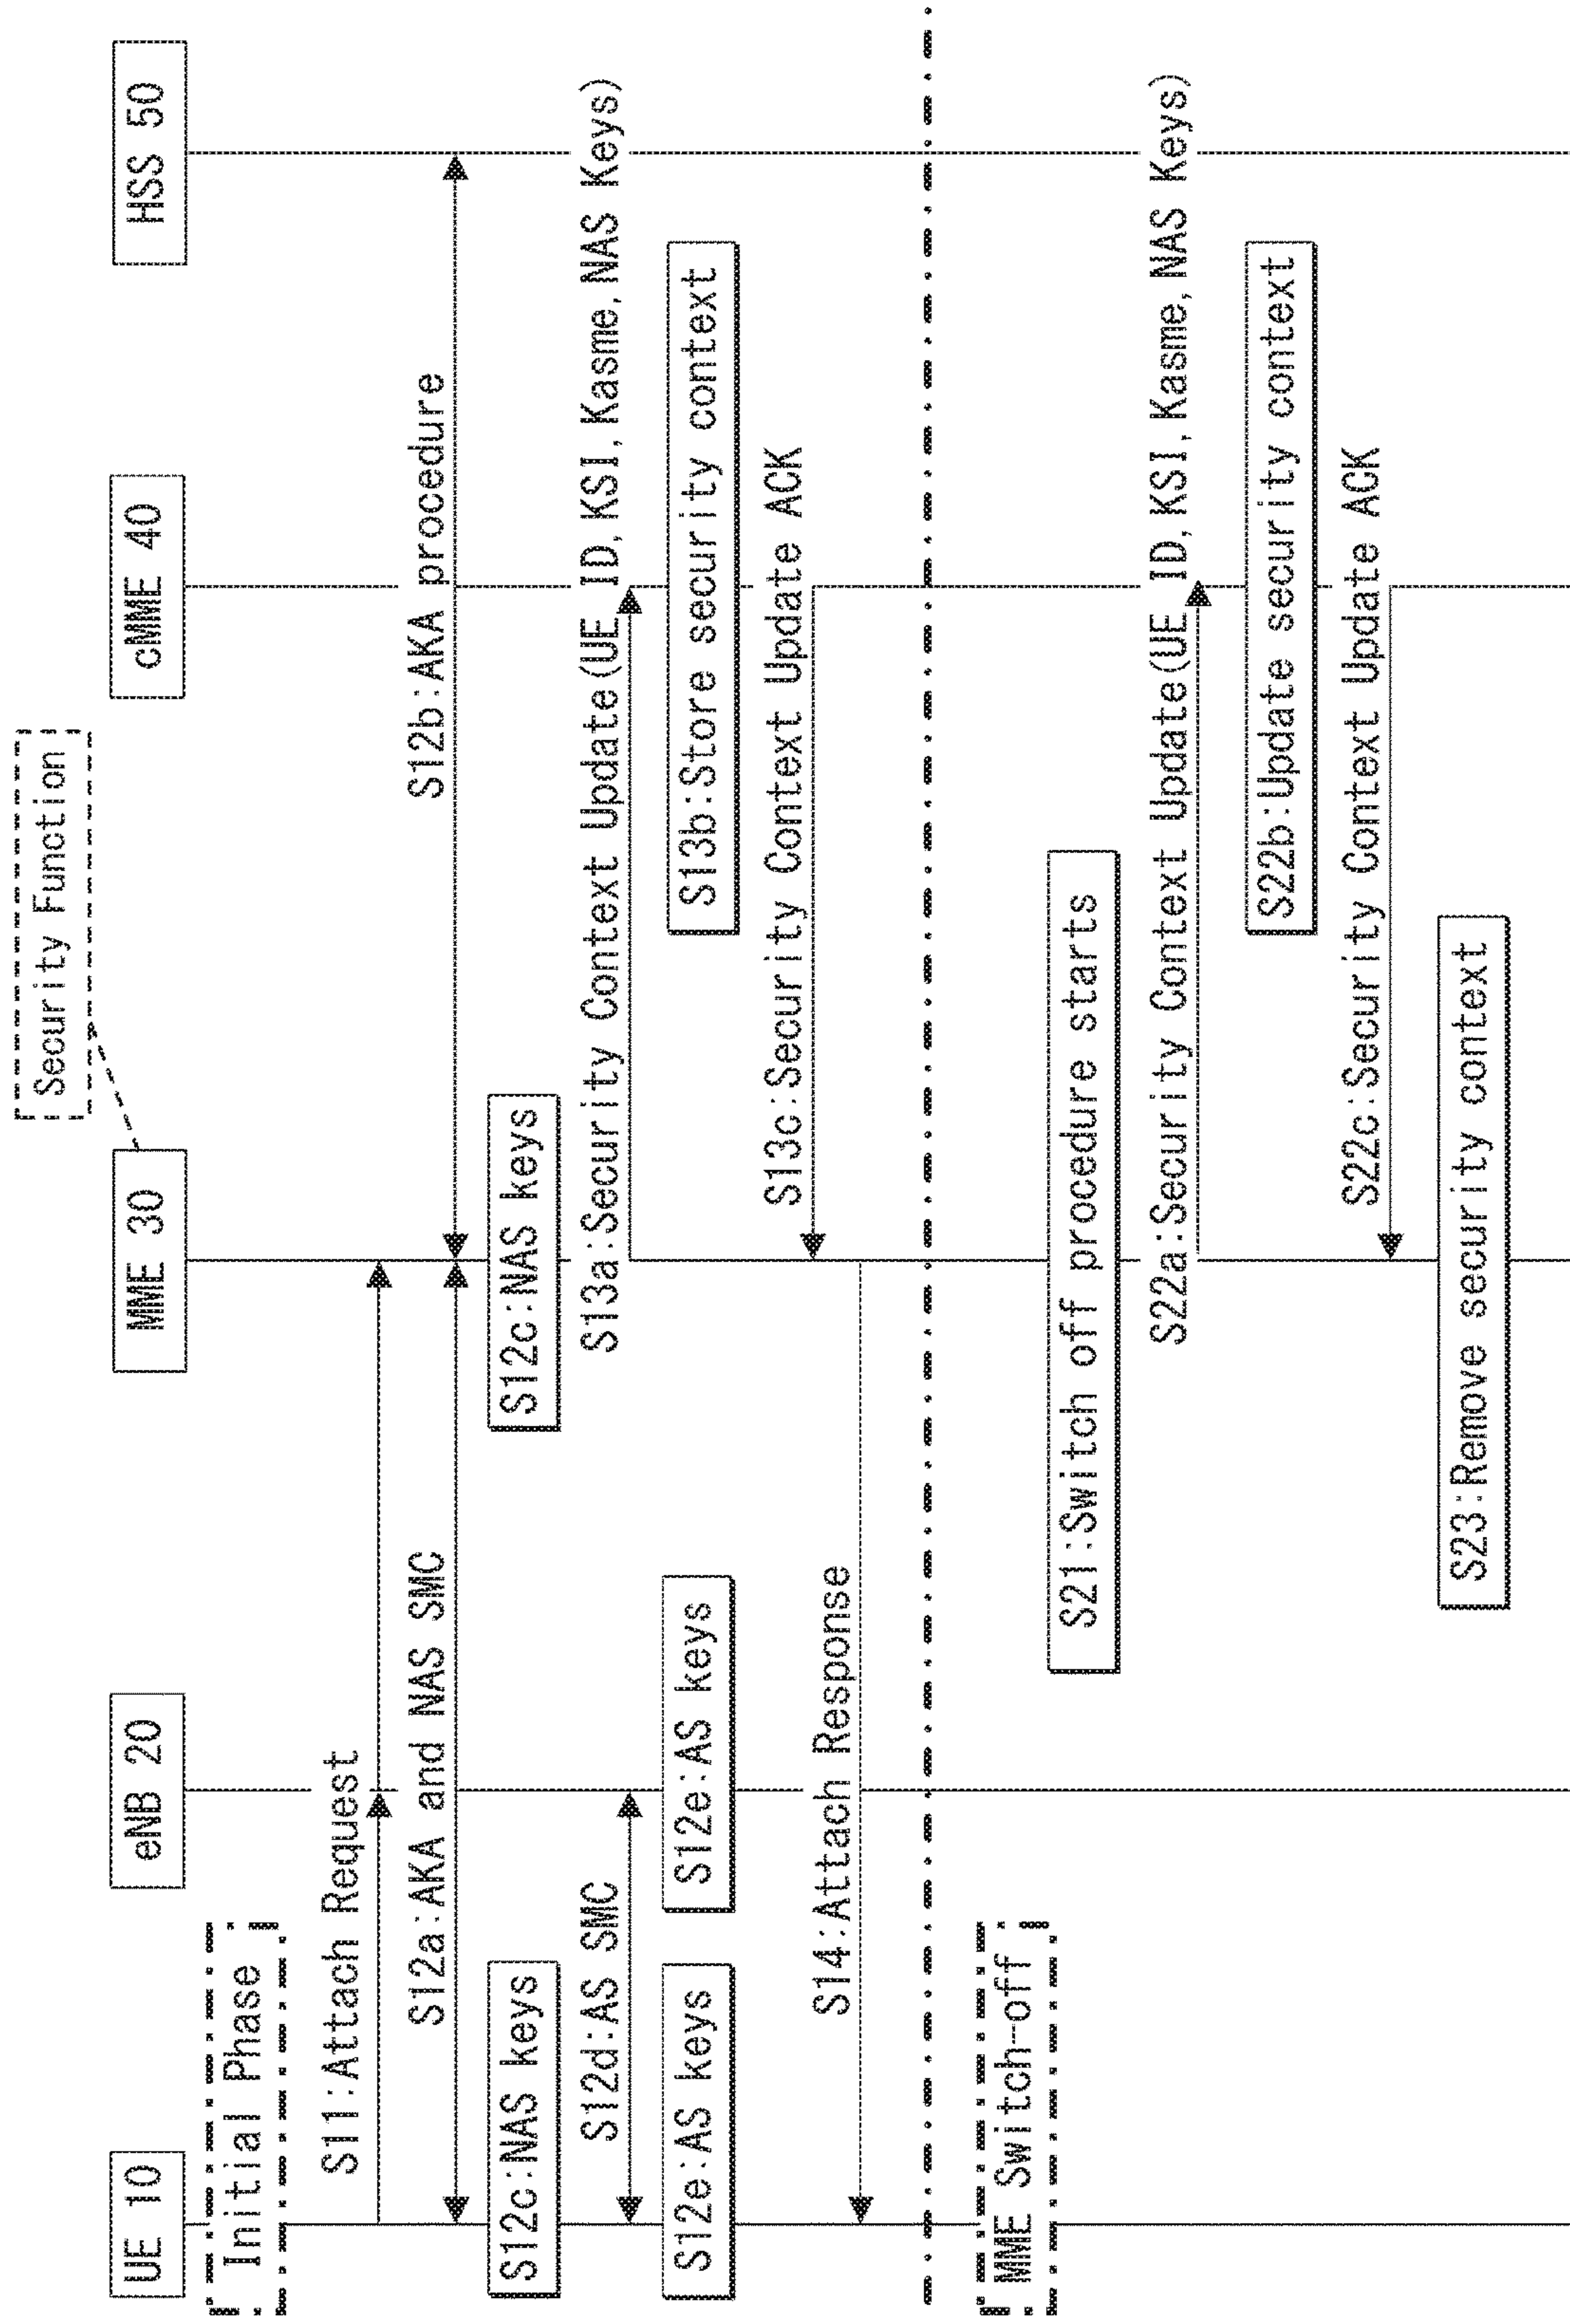 Security Function
UE 10
eNB 20
MME 30
cMME 40
HSS 50
Initial Phase
S11:Attach Request
S12a:AKA and NAS SMC
S12b:AKA procedure
S12c:NAS keys
S12c:NAS keys
S12d:AS SMC
S13a:Security Context Update(UE ID, KSI, Kasme, NAS Keys)
S12e:AS keys
S12e:AS keys
S13b:Store security context
S13c:Security Context Update ACK
S14:Attach Response
MME Switch-off
S21:Switch off procedure starts
S22a:Security Context Update(UE ID, KSI, Kasme, NAS Keys)
S22b:Update security context
S22c:Security Context Update ACK
S23:Remove security context